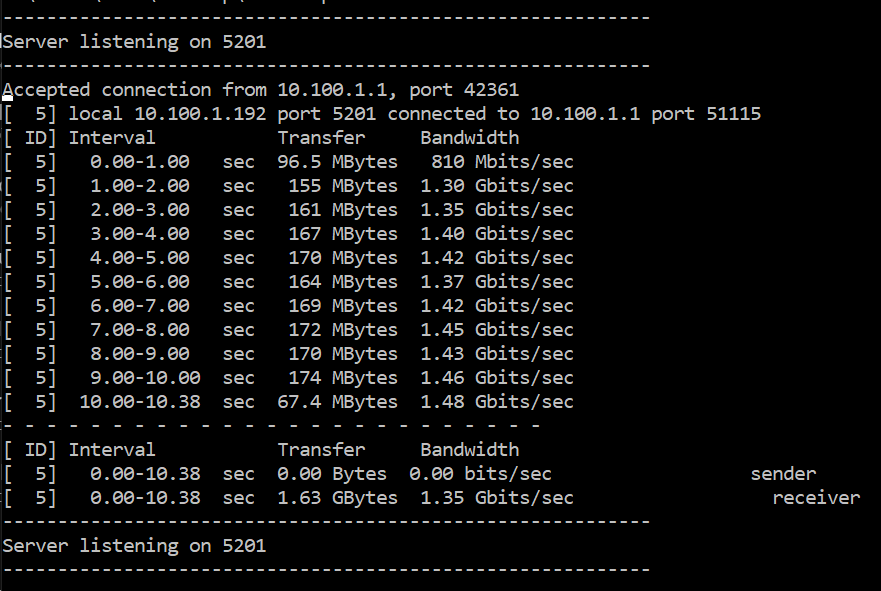 -----------------------------------------------------------
Server listening on 5201
-----------------------------------------------------------
Accepted connection from 10.100.1.1, port 42361
[  5] local 10.100.1.192 port 5201 connected to 10.100.1.1 port 51115
[ ID] Interval           Transfer     Bandwidth
[  5]   0.00-1.00   sec  96.5 MBytes   810 Mbits/sec
[  5]   1.00-2.00   sec   155 MBytes  1.30 Gbits/sec
[  5]   2.00-3.00   sec   161 MBytes  1.35 Gbits/sec
[  5]   3.00-4.00   sec   167 MBytes  1.40 Gbits/sec
[  5]   4.00-5.00   sec   170 MBytes  1.42 Gbits/sec
[  5]   5.00-6.00   sec   164 MBytes  1.37 Gbits/sec
[  5]   6.00-7.00   sec   169 MBytes  1.42 Gbits/sec
[  5]   7.00-8.00   sec   172 MBytes  1.45 Gbits/sec
[  5]   8.00-9.00   sec   170 MBytes  1.43 Gbits/sec
[  5]   9.00-10.00  sec   174 MBytes  1.46 Gbits/sec
[  5]  10.00-10.38  sec  67.4 MBytes  1.48 Gbits/sec
- - - - - - - - - - - - - - - - - - - - - - - - -
[ ID] Interval           Transfer     Bandwidth
[  5]   0.00-10.38  sec  0.00 Bytes  0.00 bits/sec                  sender
[  5]   0.00-10.38  sec  1.63 GBytes  1.35 Gbits/sec                  receiver
-----------------------------------------------------------
Server listening on 5201
-----------------------------------------------------------